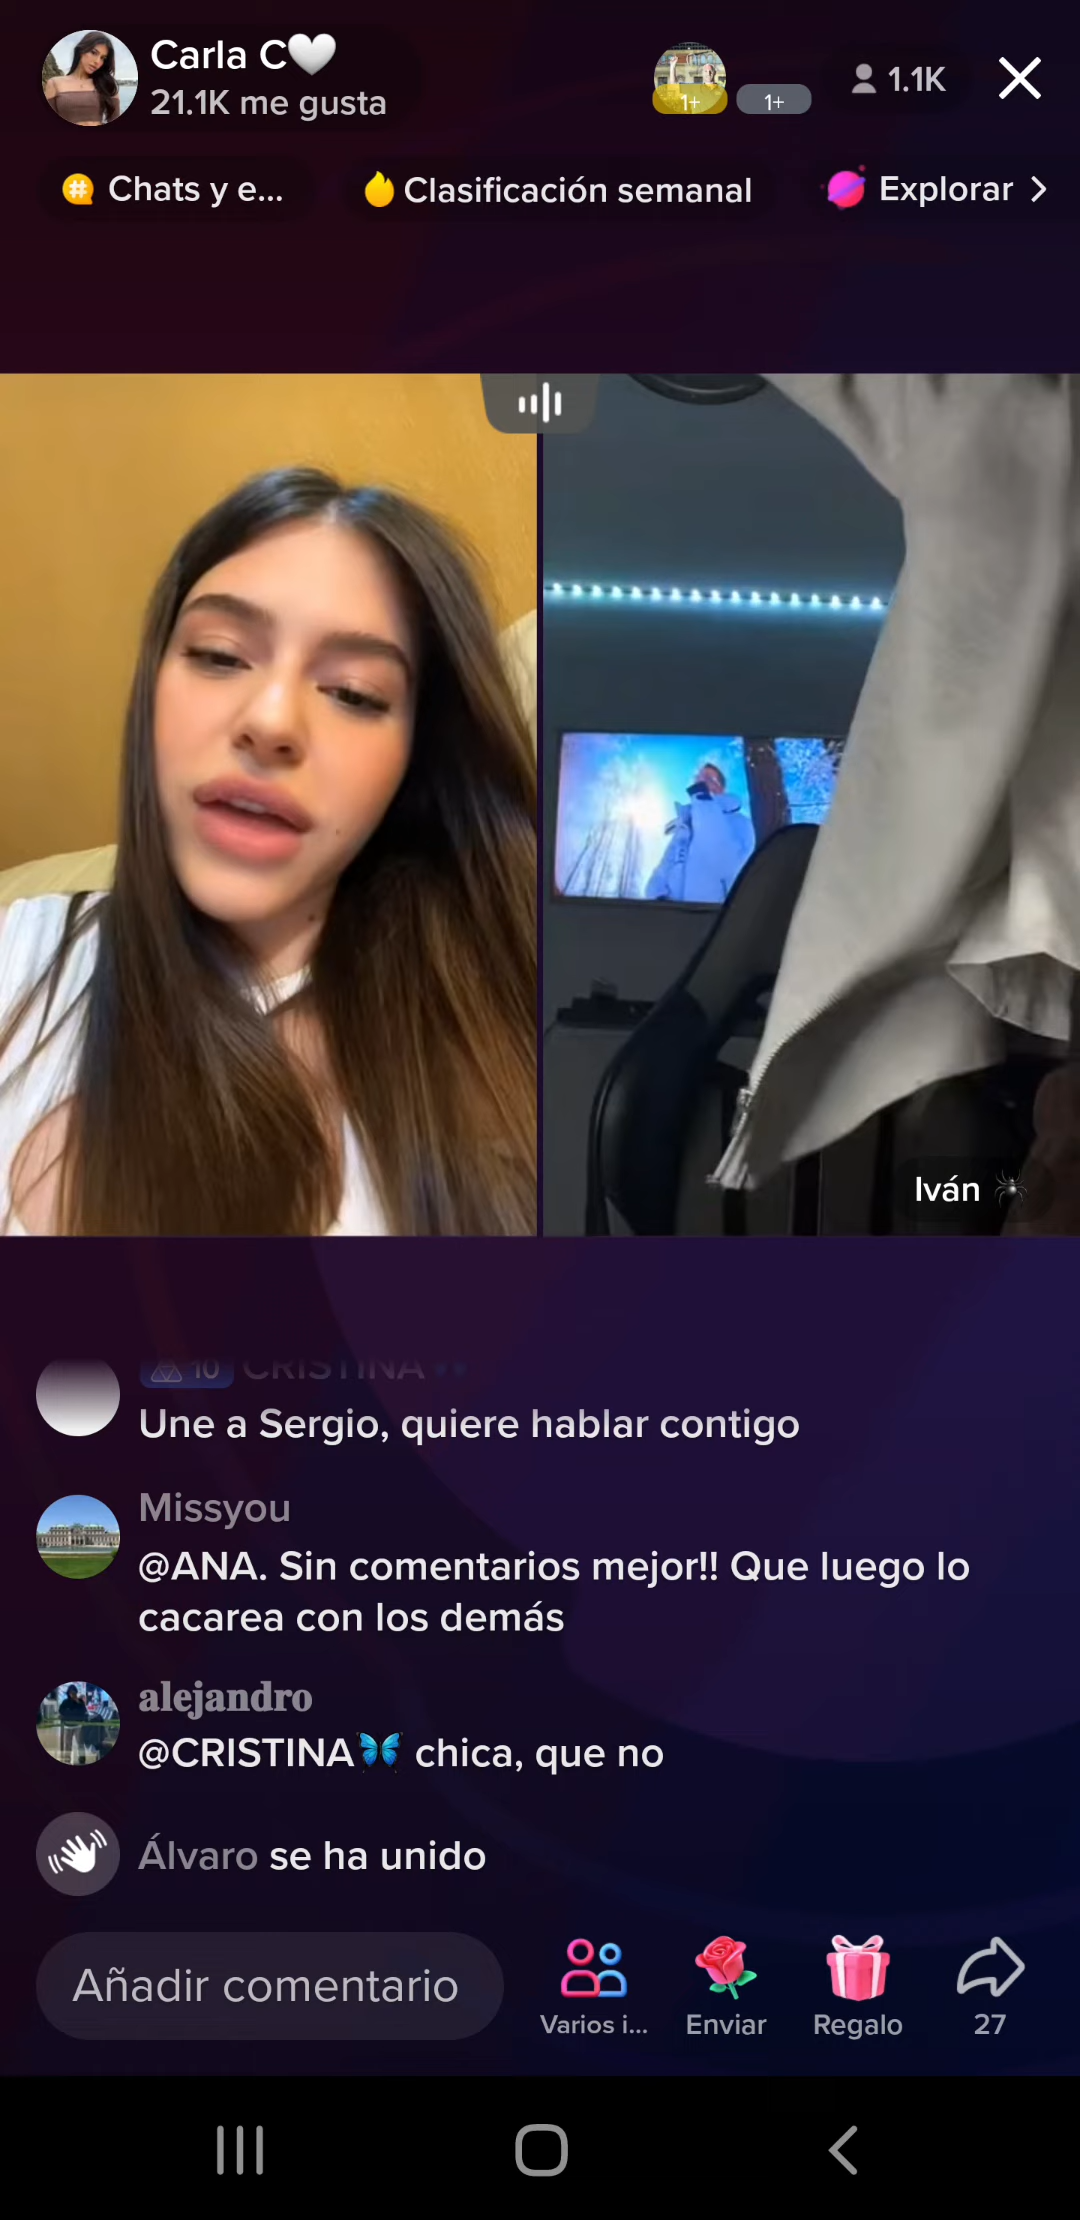 Carla C🤍
21.1K me gusta
1+
1+
1.1K
Chats y e...
Clasificación semanal
Explorar
Iván 🕷
10 CRISTINA
Une a Sergio, quiere hablar contigo
Missyou
@ANA. Sin comentarios mejor!! Que luego lo
cacarea con los demás
alejandro
@CRISTINA🦋 chica, que no
Álvaro se ha unido
Añadir comentario
Varios i...
Enviar
Regalo
27